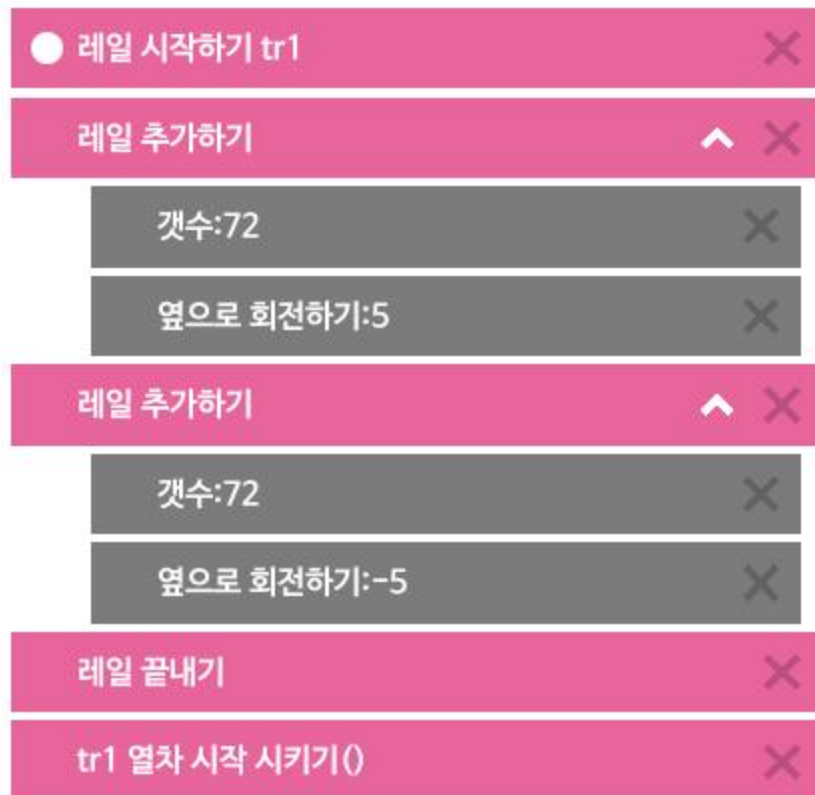 레일 시작하기 tr1
레일 추가하기
갯수:72
옆으로 회전하기:5
레일 추가하기
갯수:72
옆으로 회전하기:-5
레일 끝내기
tr1 열차 시작 시키기()